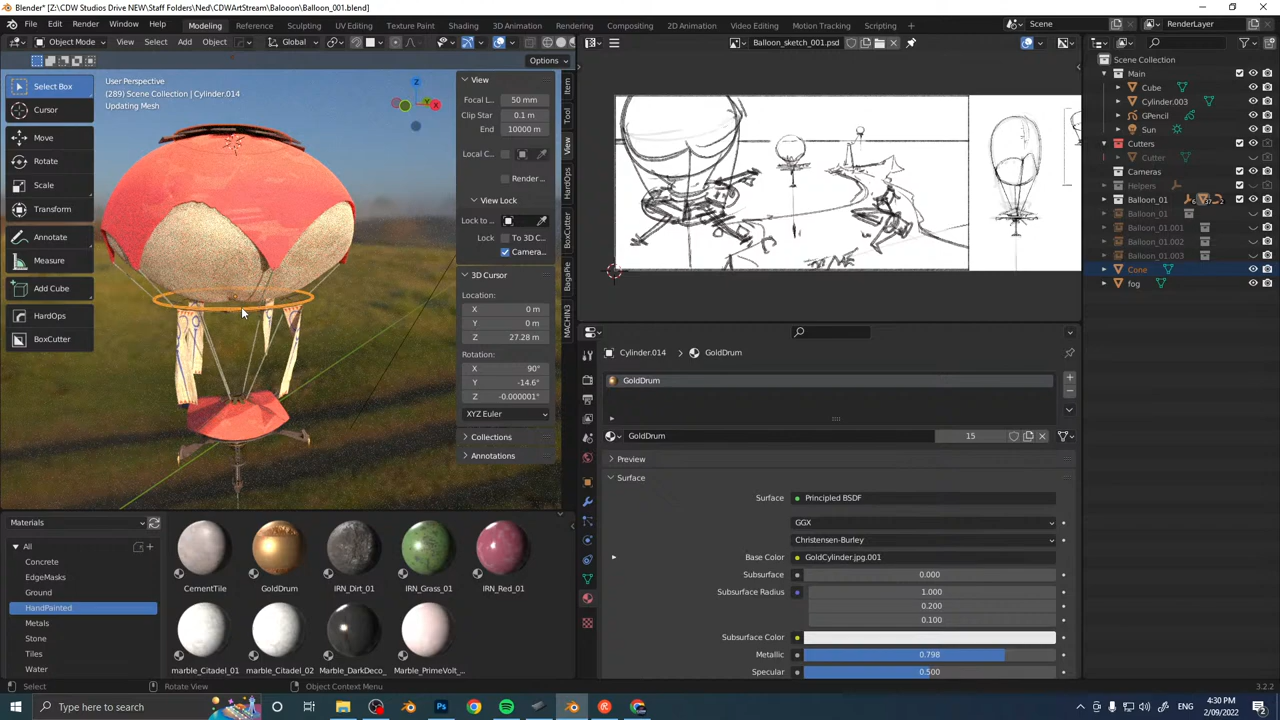 Blender* [Z:\CDW Studios Drive NEW\Staff Folders\Ned\CDWArtStream\Balooon\Balloon_001.blend]
File Edit Render Window Help Modeling Reference Sculpting UV Editing Texture Paint Shading Animation Rendering Compositing 2D Animation Video Editing Scripting Scene RenderLayer
Object Mode View Select Add Object Global Balloon_sketch_001.psd
Options
Select Box
Cursor
Move
Rotate
Scale
Transform
Annotate
Measure
Add Cube
HardOps
BoxCutter
User Perspective
(289) Scene Collection | Cylinder.014
Updating Mesh
Z
Y
X
View
Focal L... 50 mm
Clip Star 0.1 m
End 10000 m
Local C...
Render ...
View Lock
Lock to
Lock To 3D C...
Camera...
3D Cursor
Location:
X 0 m
Y 0 m
Z 27.28 m
Rotation:
X 90°
Y -14.6°
Z -0.000001°
XYZ Euler
Collections
Annotations
Item
Tool
View
HardOps
BoxCutter
BagaPie
MACHIN3
Scene Collection
Main
Cube
Cylinder.003
GPencil
Sun
Cutters
Cutter
Cameras
Helpers
Balloon_01
Balloon_01.001
Balloon_01.002
Balloon_01.003
Cone
fog
Cylinder.014 GoldDrum
GoldDrum
GoldDrum 15
Preview
Surface
Surface Principled BSDF
GGX
Christensen-Burley
Base Color GoldCylinder.jpg.001
Subsurface 0.000
Subsurface Radius 1.000
0.200
0.100
Subsurface Color
Metallic 0.798
Specular 0.500
Materials
All
Concrete
EdgeMasks
Ground
HandPainted
Metals
Stone
Tiles
Water
CementTile GoldDrum IRN_Dirt_01 IRN_Grass_01 IRN_Red_01
marble_Citadel_01 marble_Citadel_02 Metalle_DarkDeco_... Marble_PrimeVolt_...
Select Rotate View Object Context Menu 3.2.2
Type here to search
ENG
4:30 PM
2/09/2022